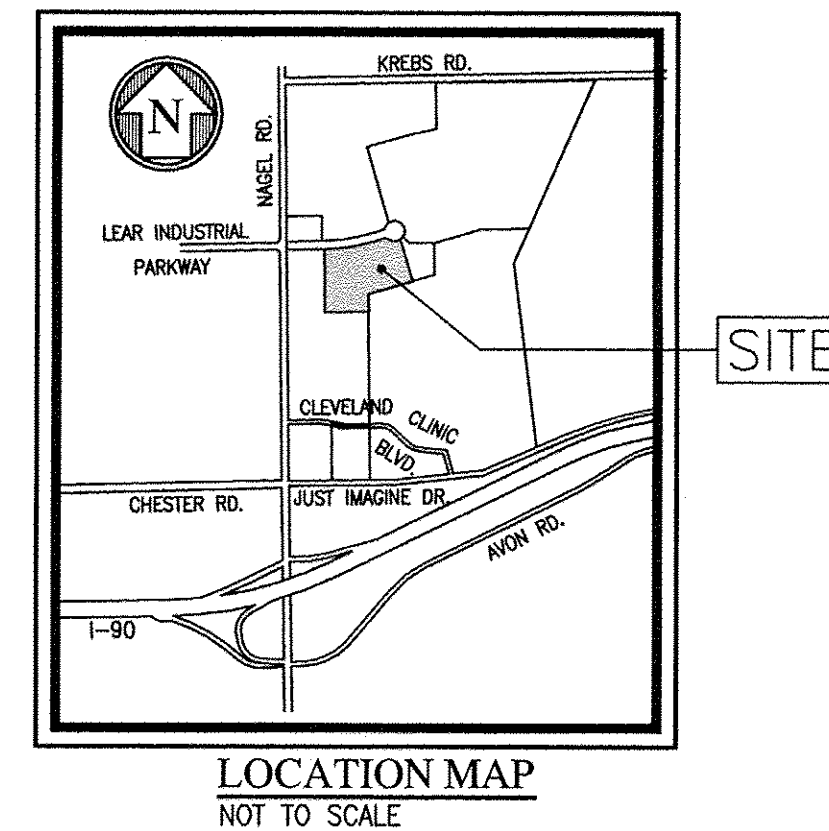 KREBS RD.
N
NAGEL RD.
LEAR INDUSTRIAL
PARKWAY
SITE
CLEVELAND CLINIC
BLVD.
CHESTER RD.
JUST IMAGINE DR.
AVON RD.
I-90
LOCATION MAP
NOT TO SCALE